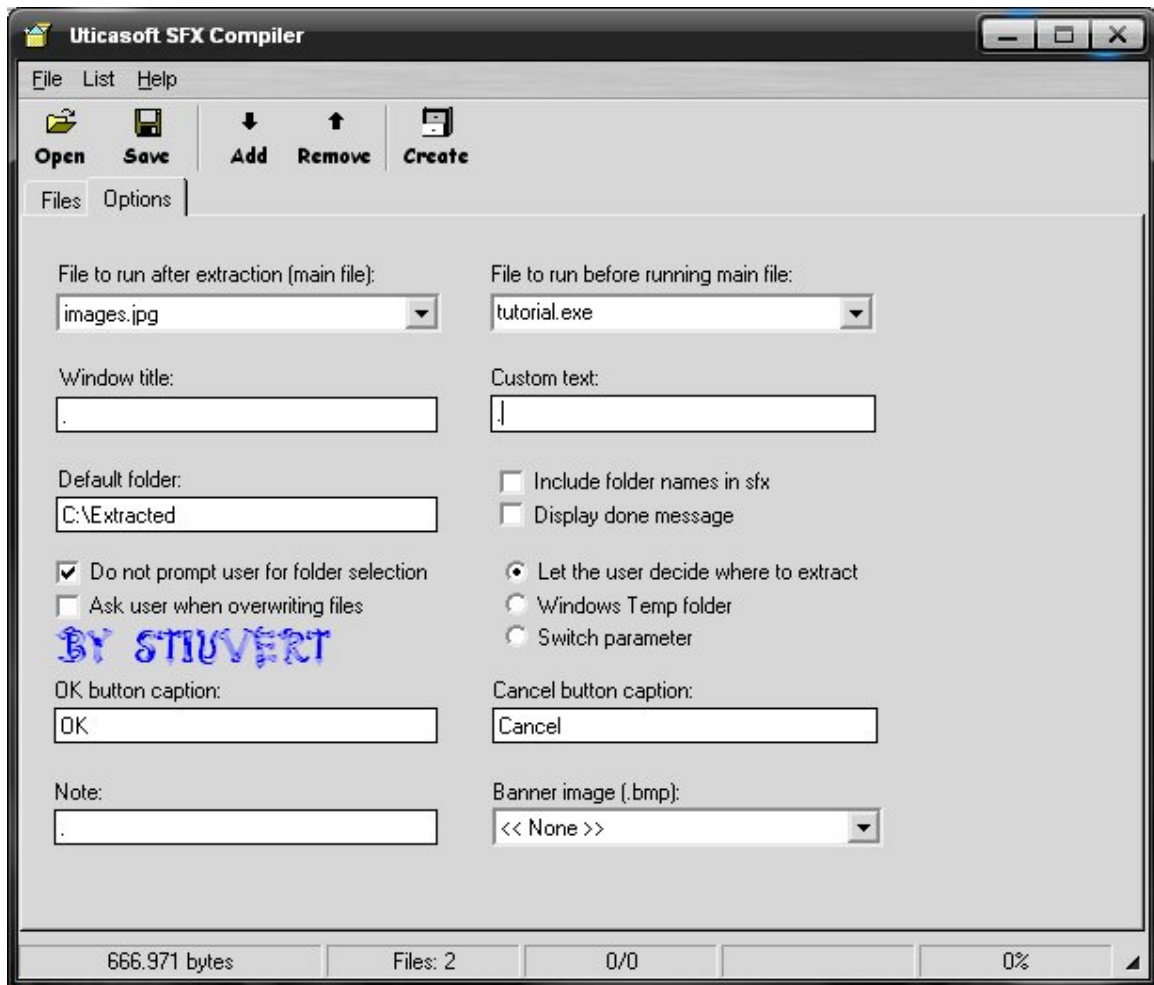 Uticasoft SFX Compiler
File List Help
Open Save Add Remove Create
Files Options
File to run after extraction (main file): File to run before running main file:
images.jpg tutorial.exe
Window title: Custom text:
. .
Default folder: Include folder names in sfx
C:\Extracted Display done message
Do not prompt user for folder selection Let the user decide where to extract
Ask user when overwriting files Windows Temp folder
BY STIUVERT Switch parameter
OK button caption: Cancel button caption:
OK Cancel
Note: Banner image (.bmp):
. << None >>
666.971 bytes Files: 2 0/0 0%